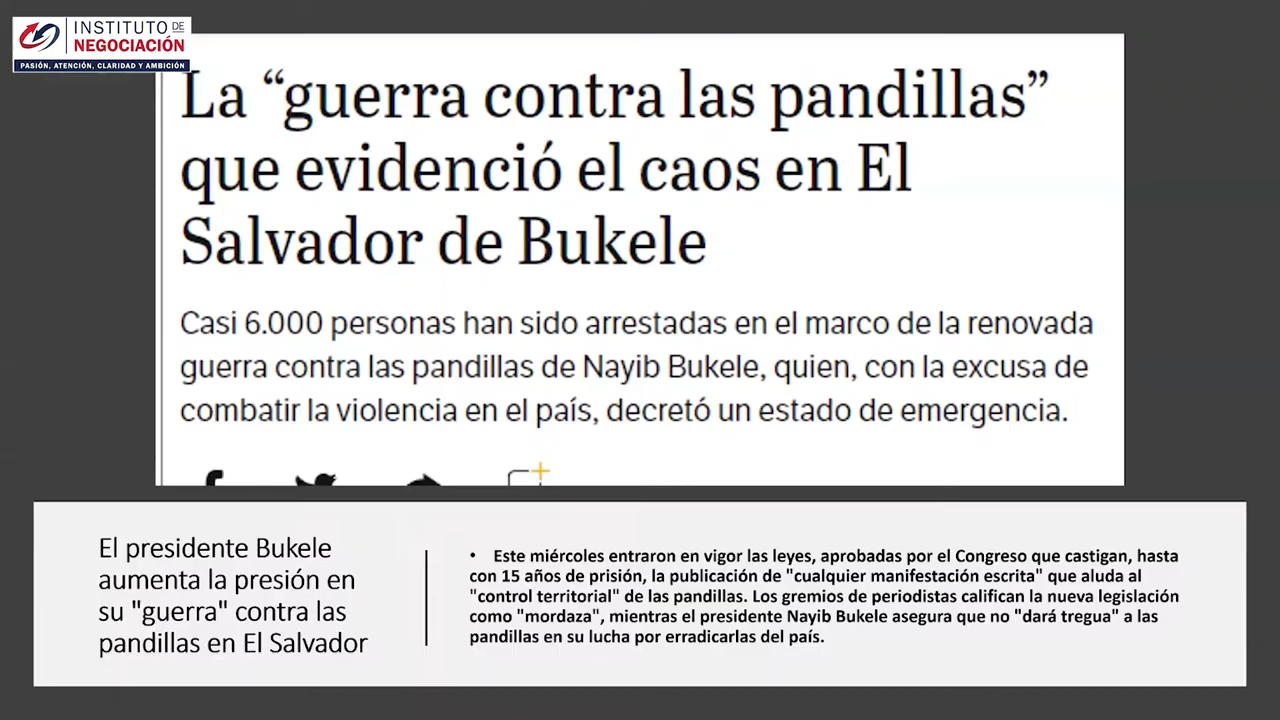 INSTITUTO DE
NEGOCIACIÓN
PASIÓN, ATENCIÓN, CLARIDAD Y AMBICIÓN
La “guerra contra las pandillas”
que evidenció el caos en El
Salvador de Bukele
Casi 6.000 personas han sido arrestadas en el marco de la renovada
guerra contra las pandillas de Nayib Bukele, quien, con la excusa de
combatir la violencia en el país, decretó un estado de emergencia.
El presidente Bukele
aumenta la presión en
su "guerra" contra las
pandillas en El Salvador
• Este miércoles entraron en vigor las leyes, aprobadas por el Congreso que castigan, hasta
con 15 años de prisión, la publicación de "cualquier manifestación escrita" que aluda al
"control territorial" de las pandillas. Los gremios de periodistas califican la nueva legislación
como "mordaza", mientras el presidente Nayib Bukele asegura que no "dará tregua" a las
pandillas en su lucha por erradicarlas del país.